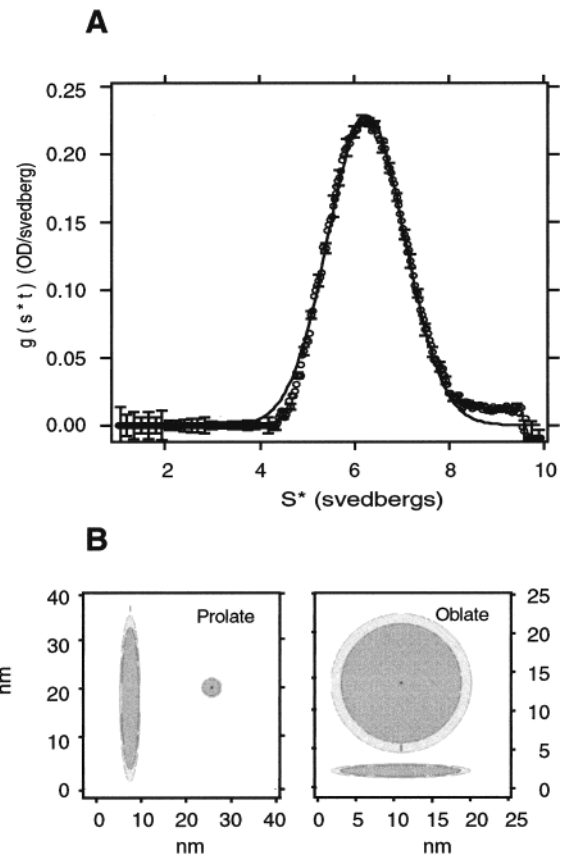 A
0.25
0.20
0.15
0.10
0.05
0.00
g ( s * t ) (OD/svedberg)
2 4 6 8 10
S* (svedbergs)
B
Prolate
40
30
20
10
0
nm
0 10 20 30 40
nm
Oblate
25
20
15
10
5
0
0 5 10 15 20 25
nm